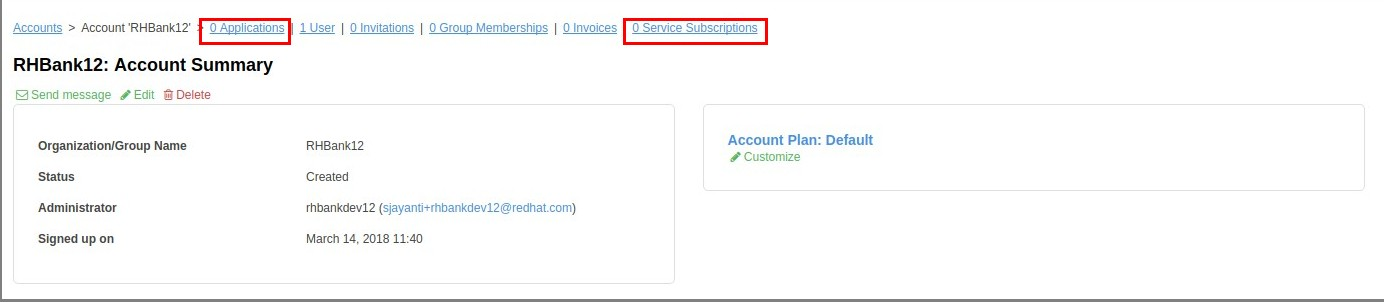 Accounts > Account 'RHBank12' > 0 Applications | 1 User | 0 Invitations | 0 Group Memberships | 0 Invoices 0 Service Subscriptions
RHBank12: Account Summary
Send message Edit Delete
Organization/Group Name RHBank12
Status Created
Administrator rhbankdev12 (sjayanti+rhbankdev12@redhat.com)
Signed up on March 14, 2018 11:40
Account Plan: Default
Customize